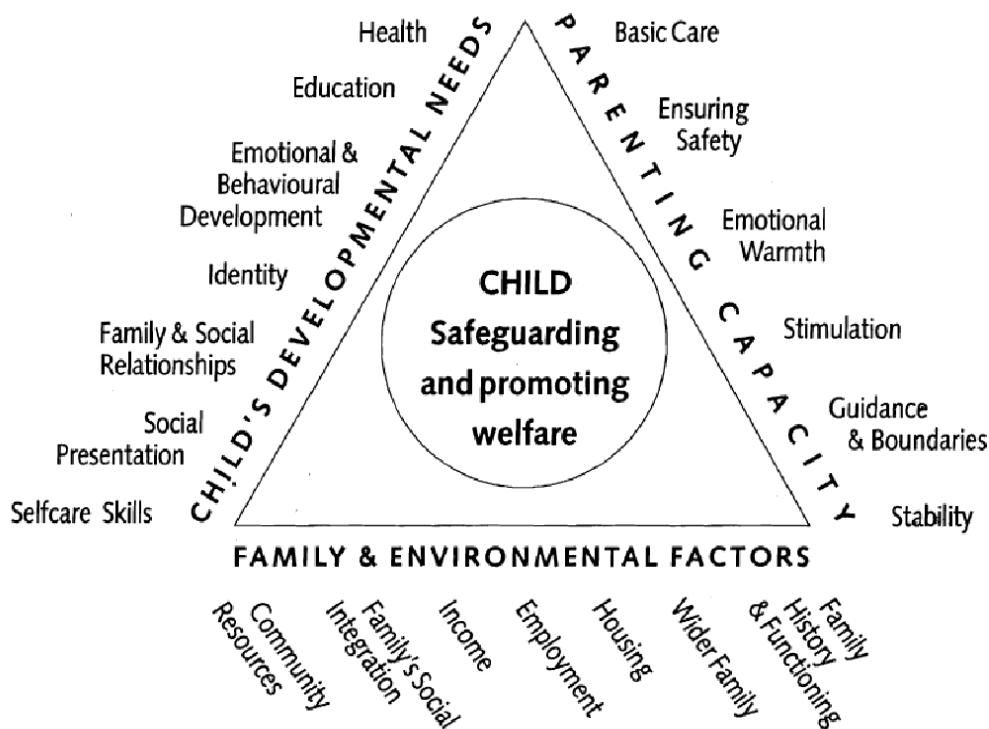 Health
Education
Emotional &
Behavioural
Development
Identity
Family & Social
Relationships
Social
Presentation
Selfcare Skills
CHILD'S DEVELOPMENTAL NEEDS
CHILD
Safeguarding
and promoting
welfare
PARENTING CAPACITY
Basic Care
Ensuring
Safety
Emotional
Warmth
Stimulation
Guidance
& Boundaries
Stability
FAMILY & ENVIRONMENTAL FACTORS
Community
Resources
Family's Social
Integration
Income
Employment
Housing
Wider Family
Family
History
& Functioning